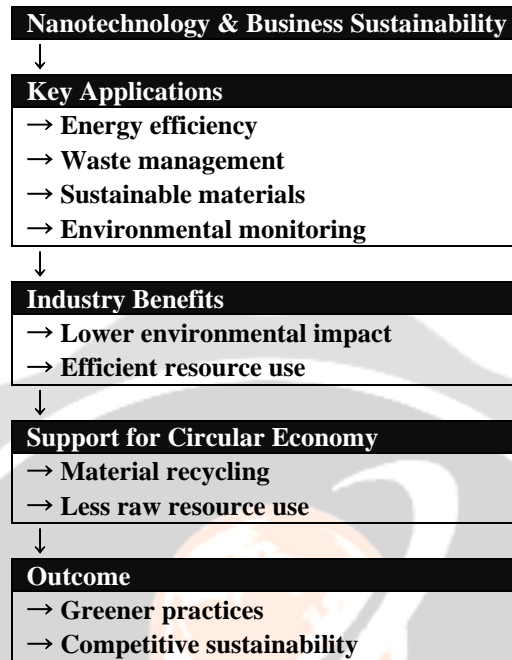 Nanotechnology & Business Sustainability
↓
Key Applications
→ Energy efficiency
→ Waste management
→ Sustainable materials
→ Environmental monitoring
↓
Industry Benefits
→ Lower environmental impact
→ Efficient resource use
↓
Support for Circular Economy
→ Material recycling
→ Less raw resource use
↓
Outcome
→ Greener practices
→ Competitive sustainability